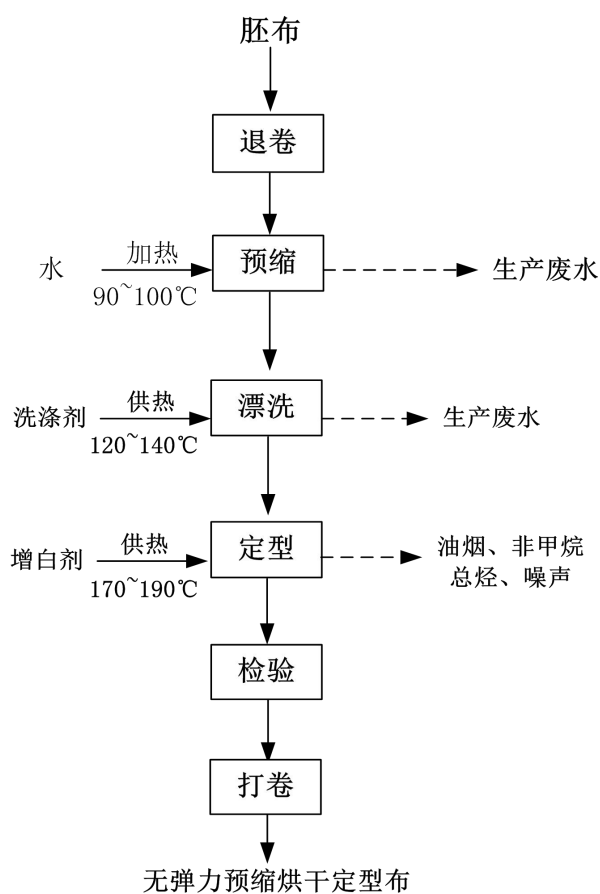 胚布
退卷
水
加热
90~100℃
预缩
生产废水
洗涤剂
供热
120~140℃
漂洗
生产废水
增白剂
供热
170~190℃
定型
油烟、非甲烷
总烃、噪声
检验
打卷
无弹力预缩烘干定型布